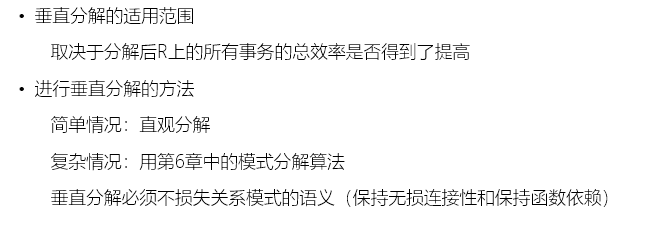 • 垂直分解的适用范围
取决于分解后R上的所有事务的总效率是否得到了提高
• 进行垂直分解的方法
简单情况：直观分解
复杂情况：用第6章中的模式分解算法
垂直分解必须不损失关系模式的语义（保持无损连接性和保持函数依赖）